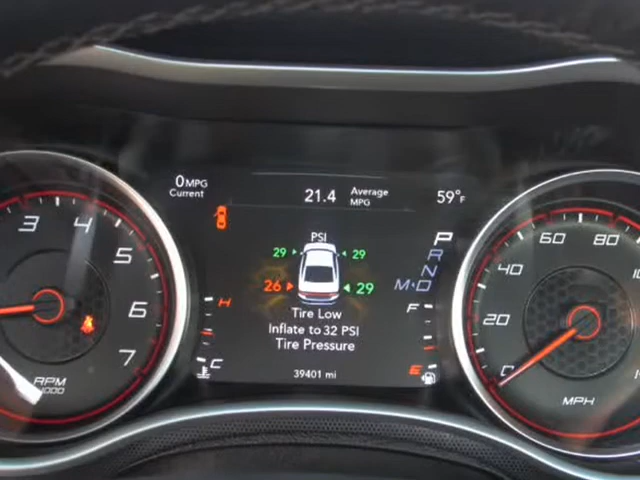 0MPG
Current
21.4 Average
MPG
59°F
3
4
5
6
7
RPM
PSI
29 29
26 29
Tire Low
Inflate to 32 PSI
Tire Pressure
39401 mi
H
C
P
R
N
M D
F
E
0
20
40
60
80
MPH